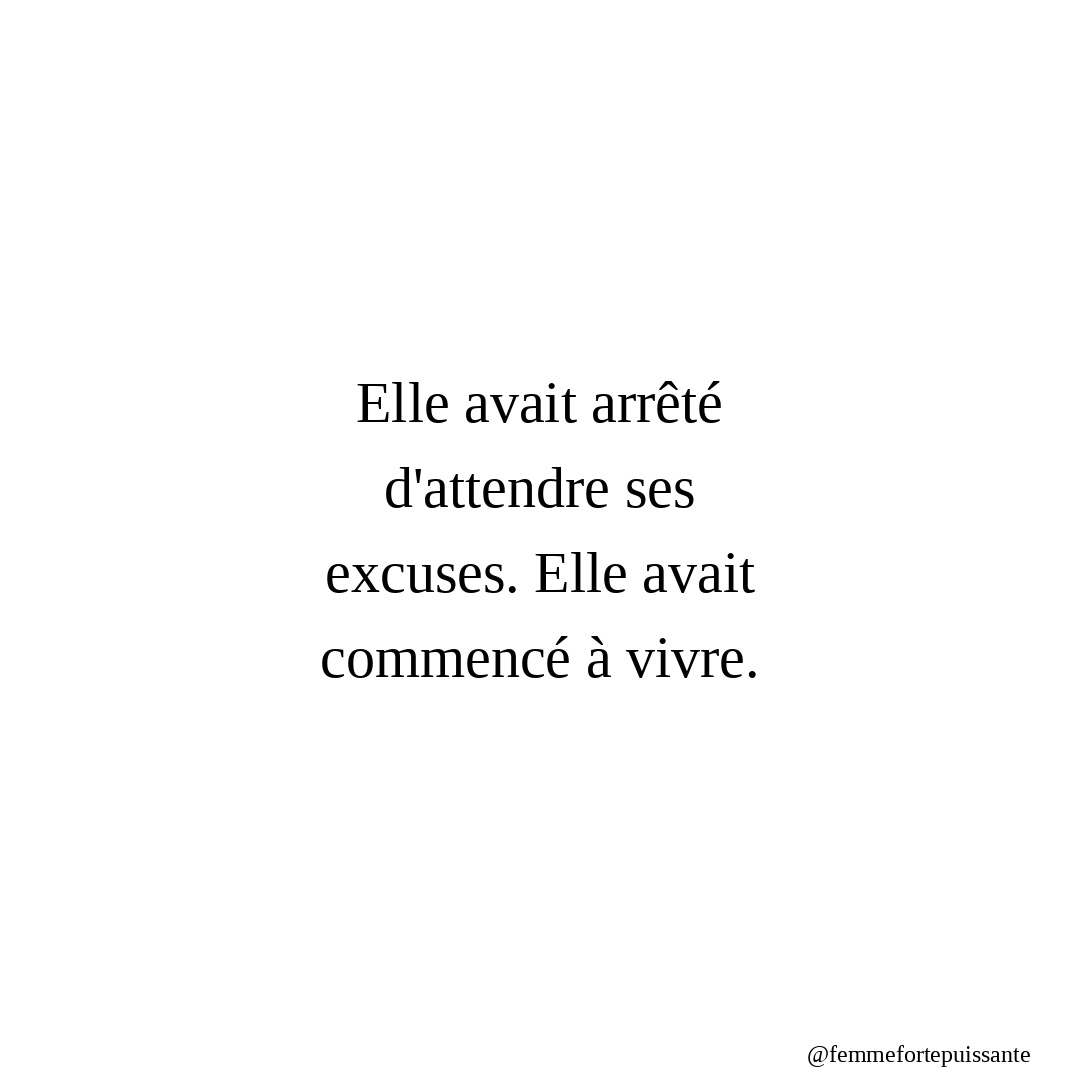 Elle avait arrêté
d'attendre ses
excuses. Elle avait
commencé à vivre.
@femmefortepuissante